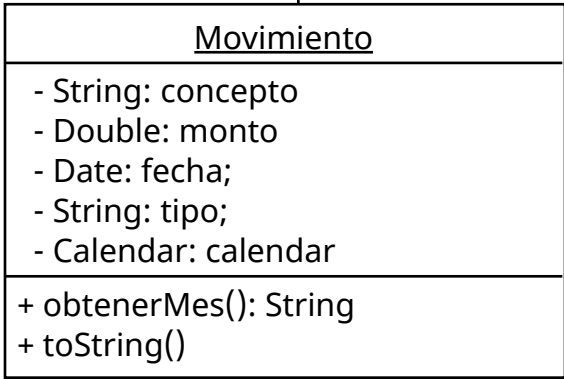 Movimiento
- String: concepto
- Double: monto
- Date: fecha;
- String: tipo;
- Calendar: calendar
+ obtenerMes(): String
+ toString()